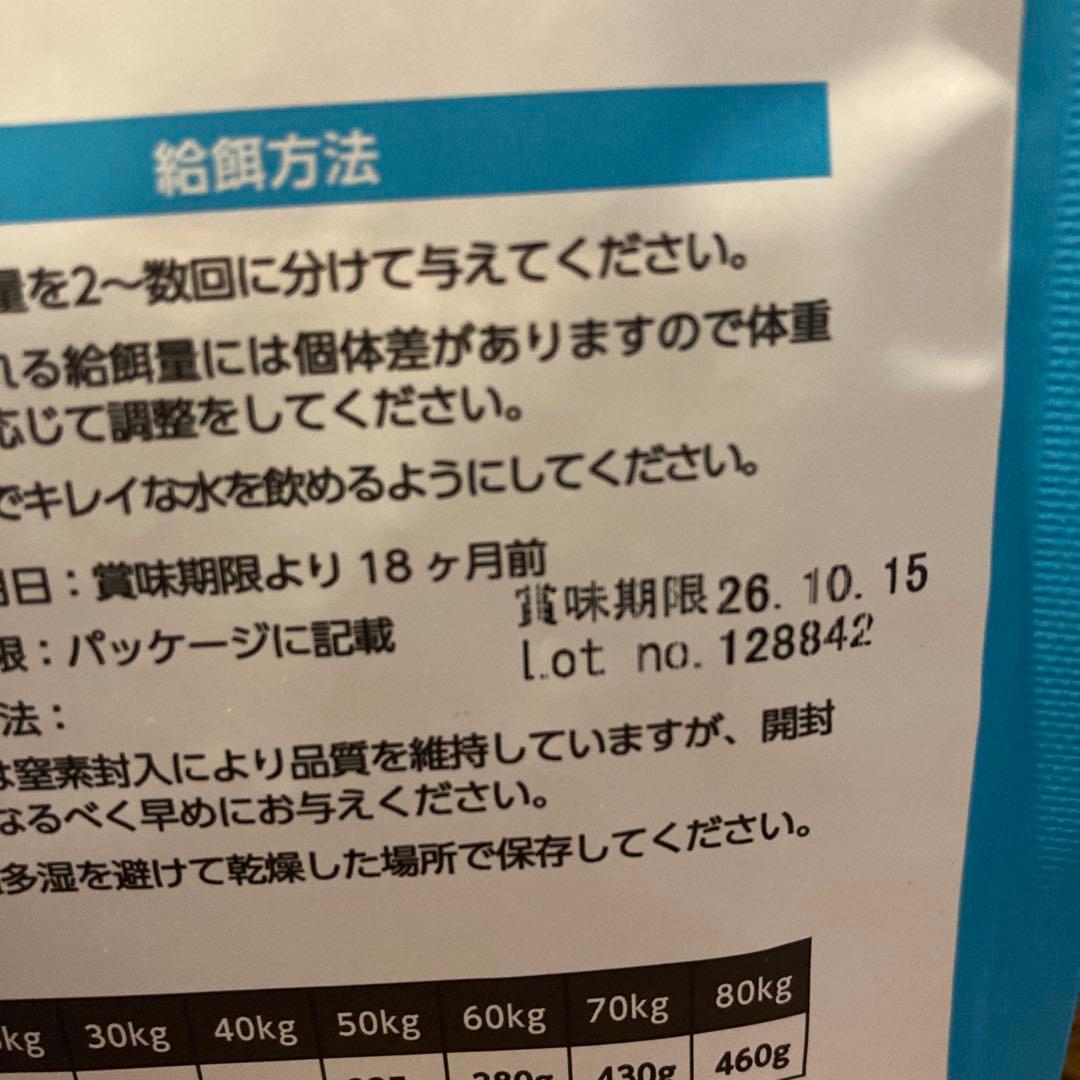 給餌方法
量を2〜数回に分けて与えてください。
れる給餌量には個体差がありますので体重
応じて調整をしてください。
でキレイな水を飲めるようにしてください。
日：賞味期限より18ヶ月前
賞味期限26.10.15
限：パッケージに記載
Lot no.128842
法：
は窒素封入により品質を維持していますが、開封
なるべく早めにお与えください。
多湿を避けて乾燥した場所で保存してください。
kg 30kg 40kg 50kg 60kg 70kg 80kg
380g 430g 460g